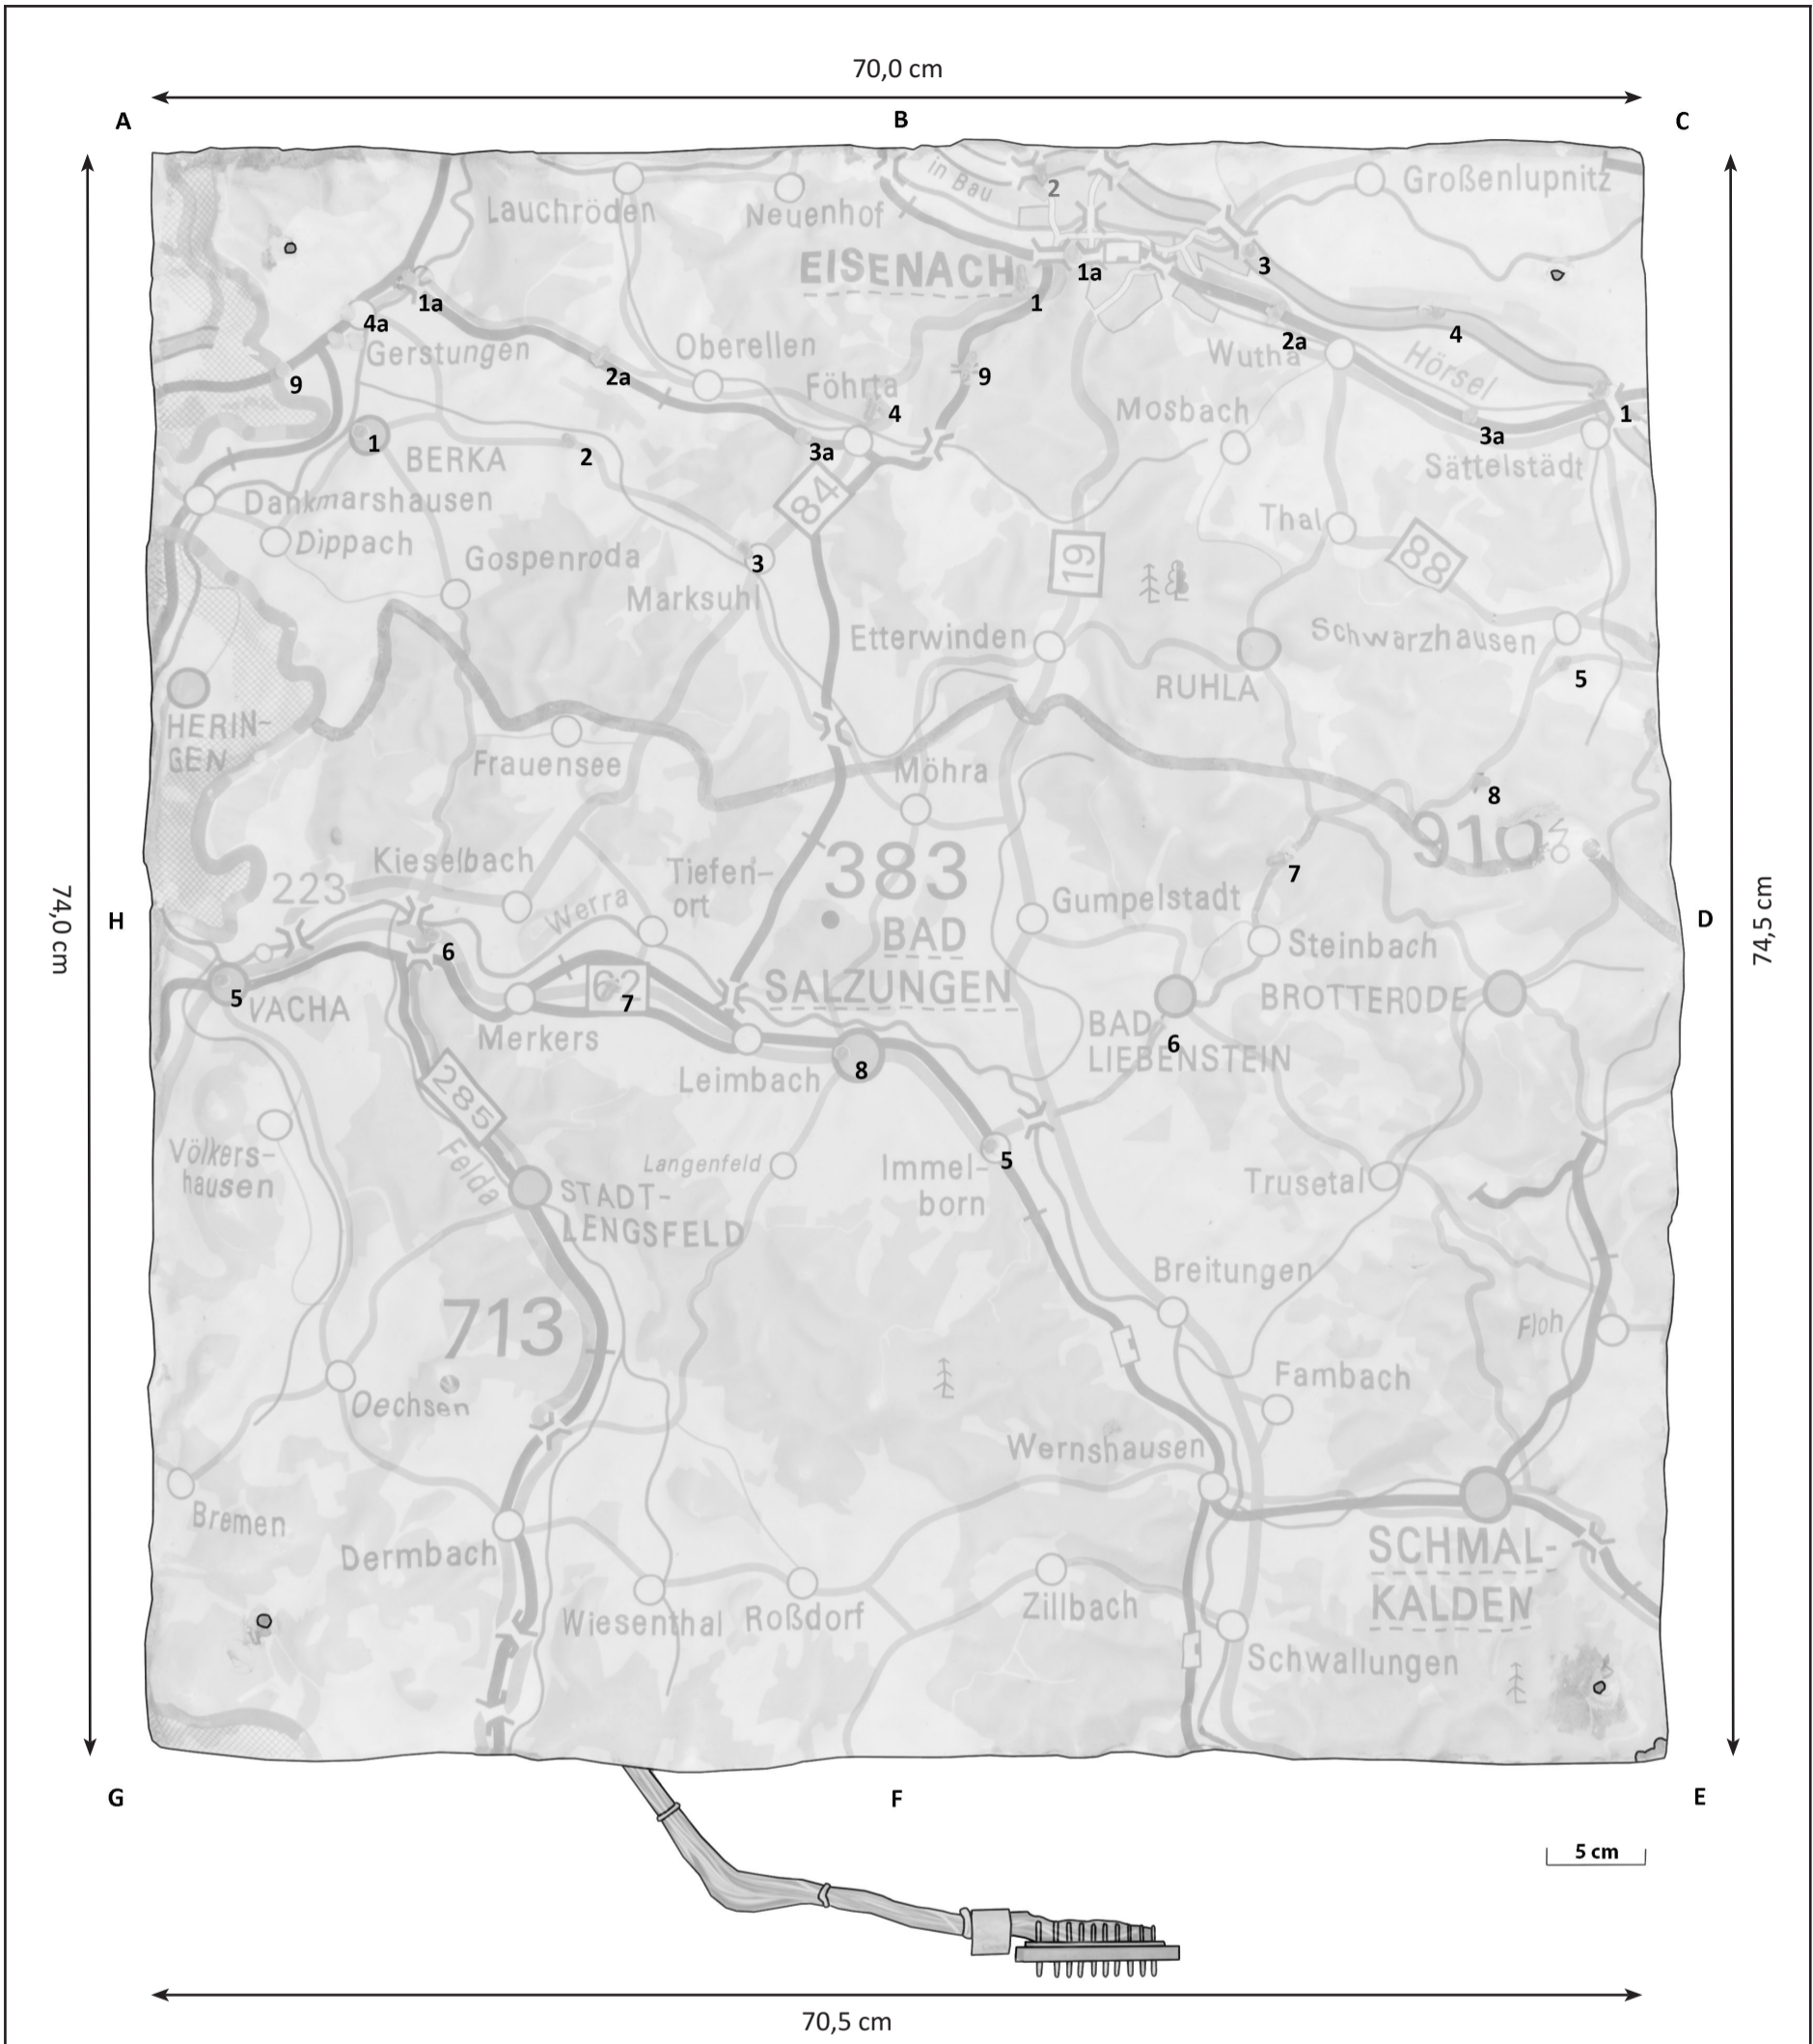 70,0 cm
A
B
C
in Bau
2
Großenlupnitz
Lauchröden
Neuenhof
EISENACH
1a
3
1a
1
4a
Gerstungen
Oberellen
2a
4
Wutha
Hörsel
9
2a
Föhrta
9
4
Mosbach
1
1
BERKA
2
3a
3a
Sättelstädt
84
Dankmarshausen
Thal
Dippach
Gospenroda
3
19
88
Marksuhl
Etterwinden
Schwarzhausen
RUHLA
5
HERIN-
GEN
Frauensee
Möhra
8
910
383
7
Kieselbach
223
Tiefen-
ort
Werra
Gumpelstadt
74,0 cm
H
BAD
SALZUNGEN
Steinbach
D
74,5 cm
6
62
7
5
VACHA
BROTTERODE
Merkers
BAD
LIEBENSTEIN
6
Leimbach
8
285
Felda
Völkers-
hausen
Langenfeld
Immel-
born
5
Trusetal
STADT-
LENGSFELD
Breitungen
713
Floh
Oechsen
Fambach
Wernshausen
Bremen
Dermbach
SCHMAL-
KALDEN
Wiesenthal
Roßdorf
Zillbach
Schwallungen
G
F
E
5 cm
70,5 cm